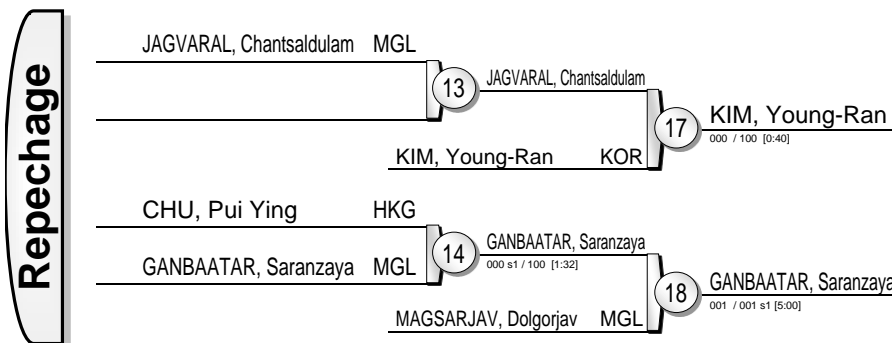 Repechage
JAGVARAL, Chantsaldulam MGL
13
JAGVARAL, Chantsaldulam
KIM, Young-Ran KOR
17
KIM, Young-Ran
000 / 100 [0:40]
CHU, Pui Ying HKG
GANBAATAR, Saranzaya MGL
14
GANBAATAR, Saranzaya
000 s1 / 100 [1:32]
MAGSARJAV, Dolgorjav MGL
18
GANBAATAR, Saranzaya
001 / 001 s1 [5:00]